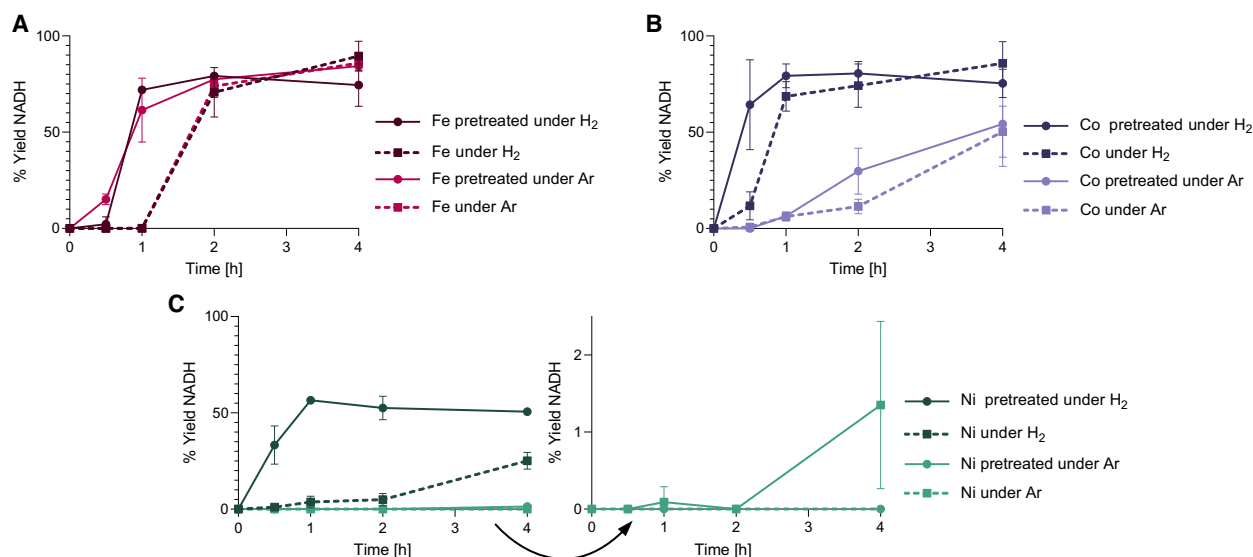 A
% Yield NADH
100
50
0
0 1 2 3 4
Time [h]
Fe pretreated under H2
Fe under H2
Fe pretreated under Ar
Fe under Ar
B
% Yield NADH
100
50
0
0 1 2 3 4
Time [h]
Co pretreated under H2
Co under H2
Co pretreated under Ar
Co under Ar
C
% Yield NADH
100
50
0
0 1 2 3 4
Time [h]
% Yield NADH
2
1
0
0 1 2 3 4
Time [h]
Ni pretreated under H2
Ni under H2
Ni pretreated under Ar
Ni under Ar